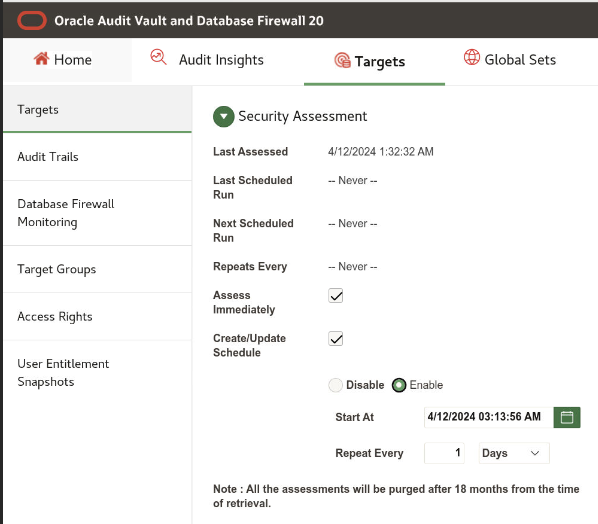 Oracle Audit Vault and Database Firewall 20
Home
Audit Insights
Targets
Global Sets
Targets
Audit Trails
Database Firewall
Monitoring
Target Groups
Access Rights
User Entitlement
Snapshots
Security Assessment
Last Assessed 4/12/2024 1:32:32 AM
Last Scheduled
Run
-- Never --
Next Scheduled
Run
-- Never --
Repeats Every -- Never --
Assess
Immediately
Create/Update
Schedule
Disable Enable
Start At 4/12/2024 03:13:56 AM
Repeat Every 1 Days
Note : All the assessments will be purged after 18 months from the time
of retrieval.